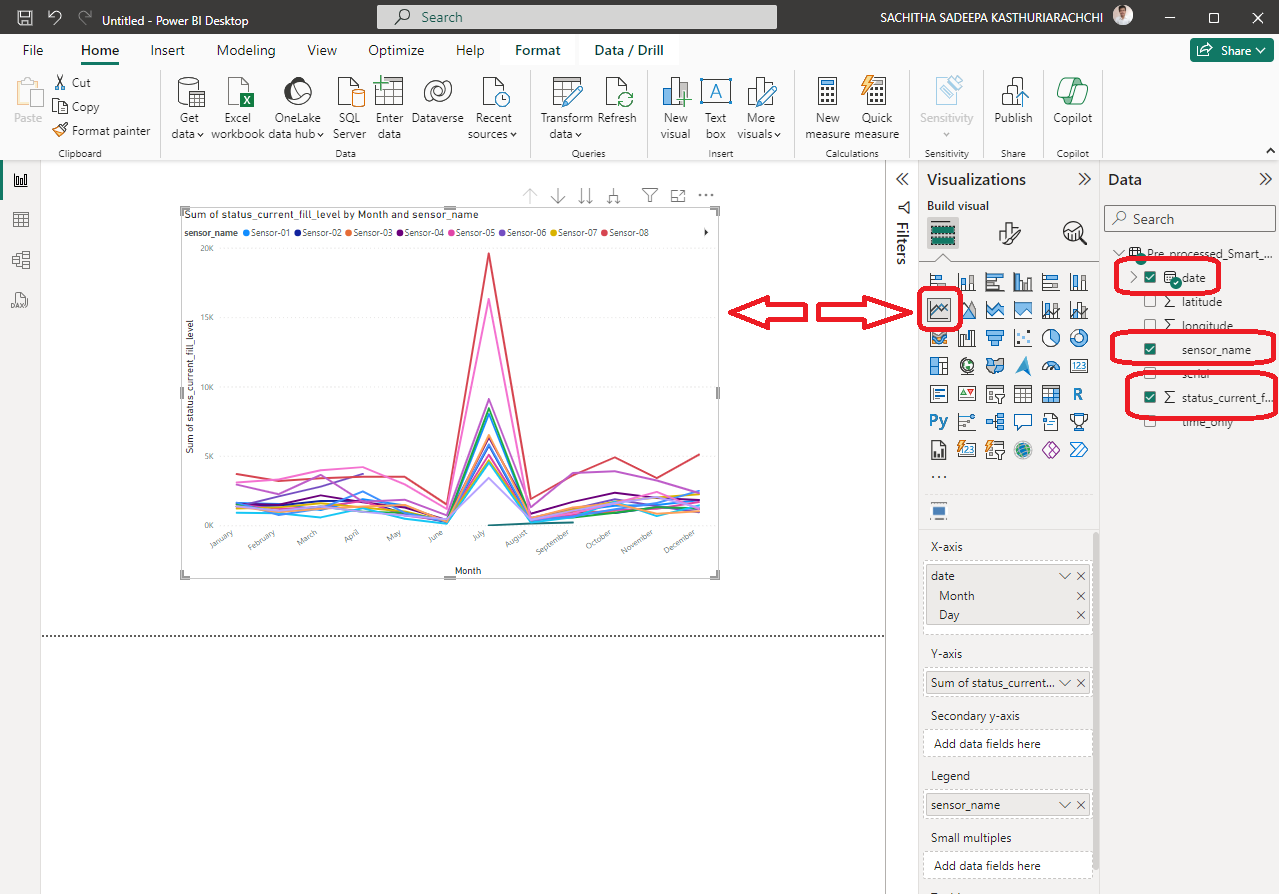 Untitled - Power BI Desktop
Search
SACHITHA SADEEPA KASTHURIARACHCHI
File
Home
Insert
Modeling
View
Optimize
Help
Format
Data / Drill
Share
Paste
Cut
Copy
Format painter
Clipboard
Get data
Excel workbook
OneLake data hub
SQL Server
Enter data
Dataverse
Recent sources
Data
Transform data
Refresh
Queries
New visual
Text box
More visuals
Insert
New measure
Quick measure
Calculations
Sensitivity
Sensitivity
Publish
Share
Copilot
Copilot
Sum of status_current_fill_level by Month and sensor_name
sensor_name Sensor-01 Sensor-02 Sensor-03 Sensor-04 Sensor-05 Sensor-06 Sensor-07 Sensor-08
20K
15K
10K
5K
0K
Sum of status_current_fill_level
January
February
March
April
May
June
July
August
September
October
November
December
Month
Filters
Visualizations
Build visual
123
R
Py
123
...
X-axis
date
Month
Day
Y-axis
Sum of status_current...
Secondary y-axis
Add data fields here
Legend
sensor_name
Small multiples
Add data fields here
Data
Search
Pre_processed_Smart_...
date
latitude
longitude
sensor_name
serial
status_current_f...
time_only